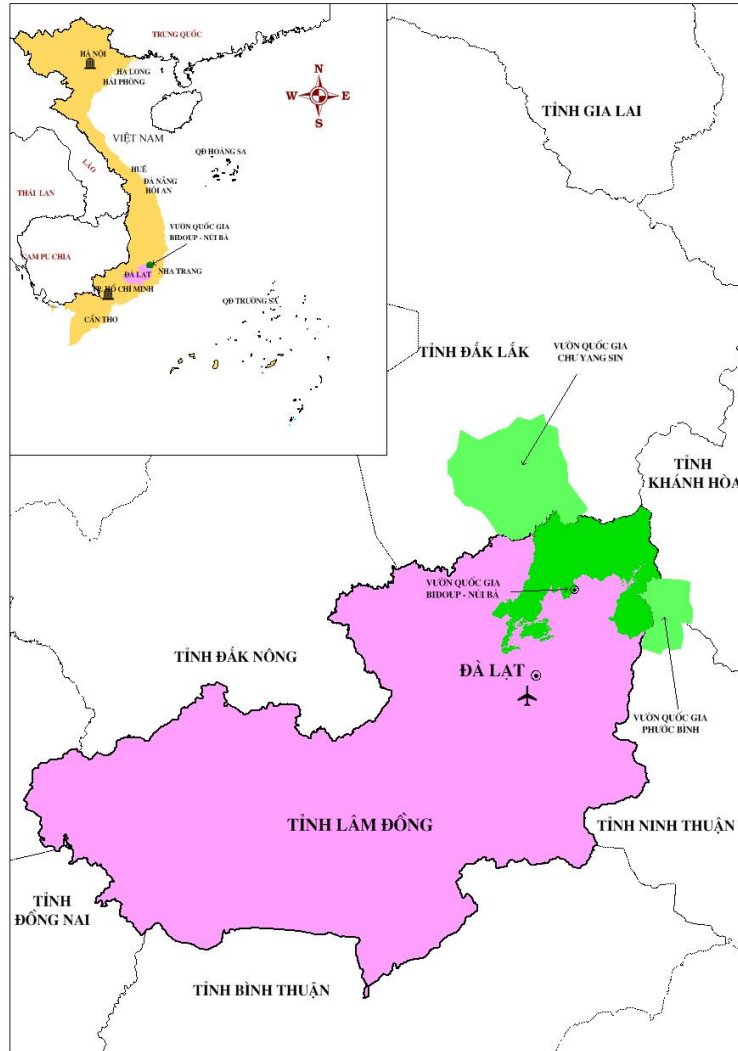 TRUNG QUỐC
HÀ NỘI
HẠ LONG
HẢI PHÒNG
N
W E
S
TỈNH GIA LAI
VIỆT NAM
QĐ HOÀNG SA
LÀO
HUẾ
ĐÀ NẴNG
HỘI AN
THÁI LAN
VƯỜN QUỐC GIA
BIDOUP - NÚI BÀ
CAM PU CHIA
ĐÀ LẠT
NHA TRANG
TP. HỒ CHÍ MINH
QĐ TRƯỜNG SA
CẦN THƠ
TỈNH ĐẮK LẮK
VƯỜN QUỐC GIA
CHƯ YANG SIN
TỈNH
KHÁNH HÒA
VƯỜN QUỐC GIA
BIDOUP - NÚI BÀ
TỈNH ĐẮK NÔNG
ĐÀ LẠT
VƯỜN QUỐC GIA
PHƯỚC BÌNH
TỈNH LÂM ĐỒNG
TỈNH NINH THUẬN
TỈNH
ĐỒNG NAI
TỈNH BÌNH THUẬN